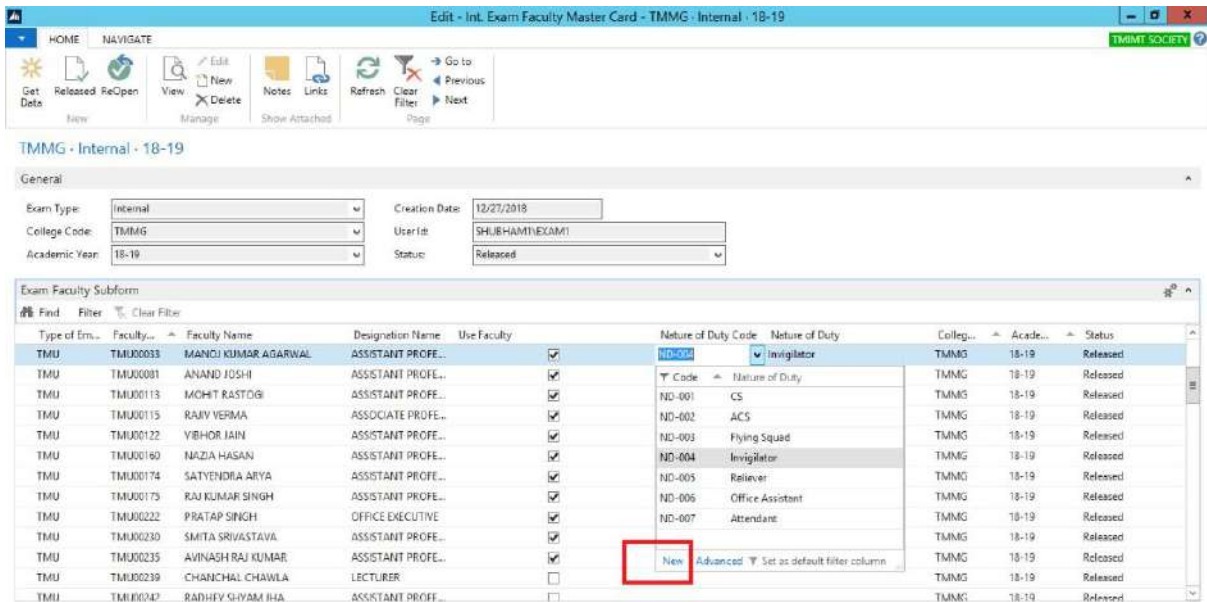 Edit - Int. Exam Faculty Master Card - TMMG · Internal · 18-19
HOME NAVIGATE TMIMT SOCIETY
Get Data Released ReOpen View Edit New Delete Notes Links Refresh Clear Filter Go to Previous Next
New Manage Show Attached Page
TMMG · Internal · 18-19
General
Exam Type: Internal Creation Date: 12/27/2018
College Code: TMMG User Id: SHUBHAM1\EXAM1
Academic Year: 18-19 Status: Released
Exam Faculty Subform
Find Filter Clear Filter
Type of Em... Faculty... Faculty Name Designation Name Use Faculty Nature of Duty Code Nature of Duty Colleg... Acade... Status
TMU TMU00033 MANOJ KUMAR AGARWAL ASSISTANT PROFE... ND-004 Invigilator TMMG 18-19 Released
TMU TMU00081 ANAND JOSHI ASSISTANT PROFE... Code Nature of Duty TMMG 18-19 Released
TMU TMU00113 MOHIT RASTOGI ASSISTANT PROFE... ND-001 CS TMMG 18-19 Released
TMU TMU00115 RAJIV VERMA ASSOCIATE PROFE... ND-002 ACS TMMG 18-19 Released
TMU TMU00122 VIBHOR JAIN ASSISTANT PROFE... ND-003 Flying Squad TMMG 18-19 Released
TMU TMU00160 NAZIA HASAN ASSISTANT PROFE... ND-004 Invigilator TMMG 18-19 Released
TMU TMU00174 SATYENDRA ARYA ASSISTANT PROFE... ND-005 Reliever TMMG 18-19 Released
TMU TMU00175 RAJ KUMAR SINGH ASSISTANT PROFE... ND-006 Office Assistant TMMG 18-19 Released
TMU TMU00222 PRATAP SINGH OFFICE EXECUTIVE ND-007 Attendant TMMG 18-19 Released
TMU TMU00230 SMITA SRIVASTAVA ASSISTANT PROFE... TMMG 18-19 Released
TMU TMU00235 AVINASH RAJ KUMAR ASSISTANT PROFE... New Advanced Set as default filter column TMMG 18-19 Released
TMU TMU00239 CHANCHAL CHAWLA LECTURER TMMG 18-19 Released
TMU TMU00242 RADHEY SHYAM JHA ASSISTANT PROFE... TMMG 18-19 Released